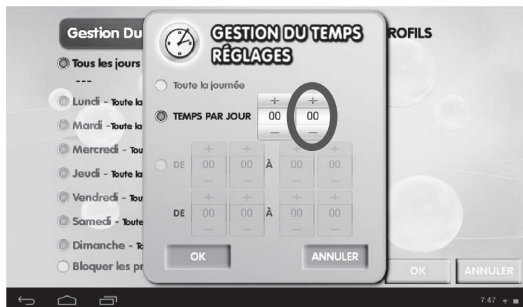 Gestion Du
ROFILS
GESTION DU TEMPS
RÉGLAGES
Tous les jours
---
Lundi - Toute la
Mardi - Toute la
Mercredi - Tou
Jeudi - Toute la
Vendredi - Tou
Samedi - Toute
Dimanche - To
Bloquer les pr
Toute la journée
+ +
TEMPS PAR JOUR 00 00
— —
+ + + +
DE 00 00 À 00 00
— — — —
+ + + +
DE 00 00 À 00 00
— — — —
OK ANNULER
OK ANNULER
7:47